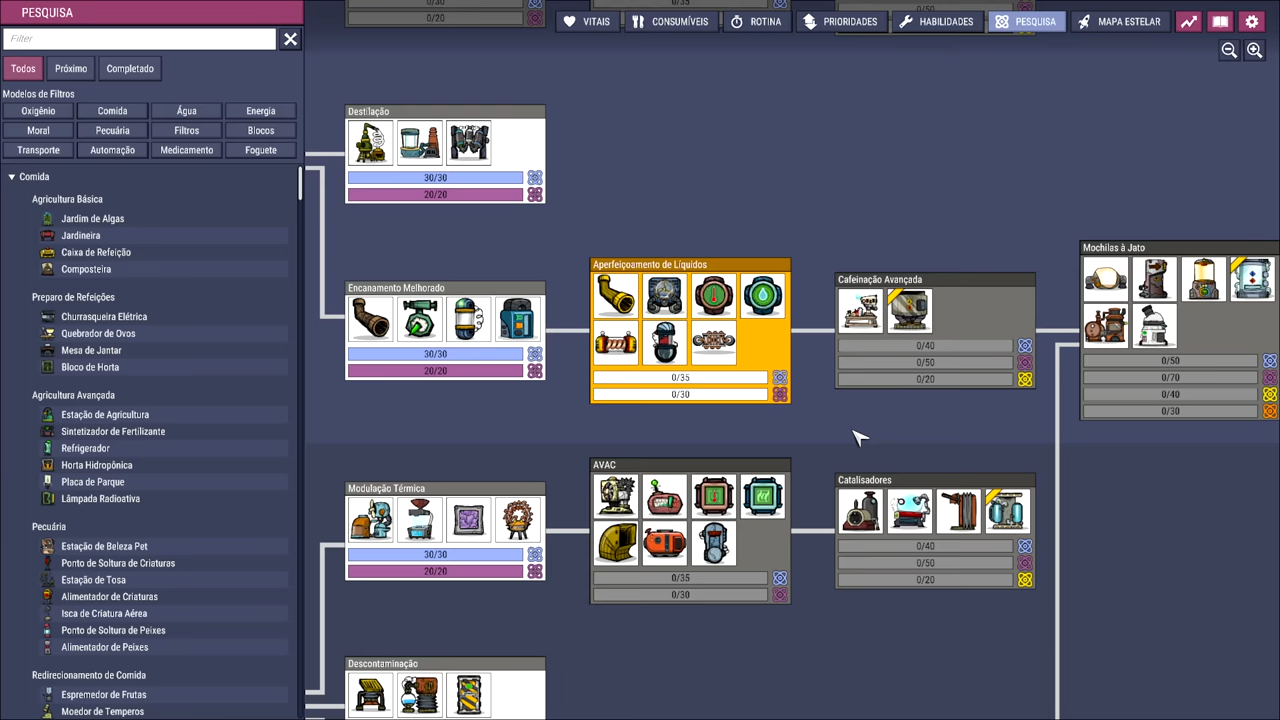 PESQUISA
Filter
Todos Próximo Completado
Modelos de Filtros
Oxigênio Comida Água Energia
Moral Pecuária Filtros Blocos
Transporte Automação Medicamento Foguete
Comida
Agricultura Básica
Jardim de Algas
Jardineira
Caixa de Refeição
Composteira
Preparo de Refeições
Churrasqueira Elétrica
Quebrador de Ovos
Mesa de Jantar
Bloco de Horta
Agricultura Avançada
Estação de Agricultura
Sintetizador de Fertilizante
Refrigerador
Horta Hidropônica
Placa de Parque
Lâmpada Radioativa
Pecuária
Estação de Beleza Pet
Ponto de Soltura de Criaturas
Estação de Tosa
Alimentador de Criaturas
Isca de Criatura Aérea
Ponto de Soltura de Peixes
Alimentador de Peixes
Redirecionamento de Comida
Espremedor de Frutas
Moedor de Temperos
VITAIS CONSUMÍVEIS ROTINA PRIORIDADES HABILIDADES PESQUISA MAPA ESTELAR
0/20
Destilação
30/30
20/20
Encanamento Melhorado
30/30
20/20
Aperfeiçoamento de Líquidos
0/35
0/30
Cafeinação Avançada
0/40
0/50
0/20
Mochilas à Jato
0/50
0/70
0/40
0/30
Modulação Térmica
30/30
20/20
AVAC
0/35
0/30
Catalisadores
0/40
0/50
0/20
Descontaminação